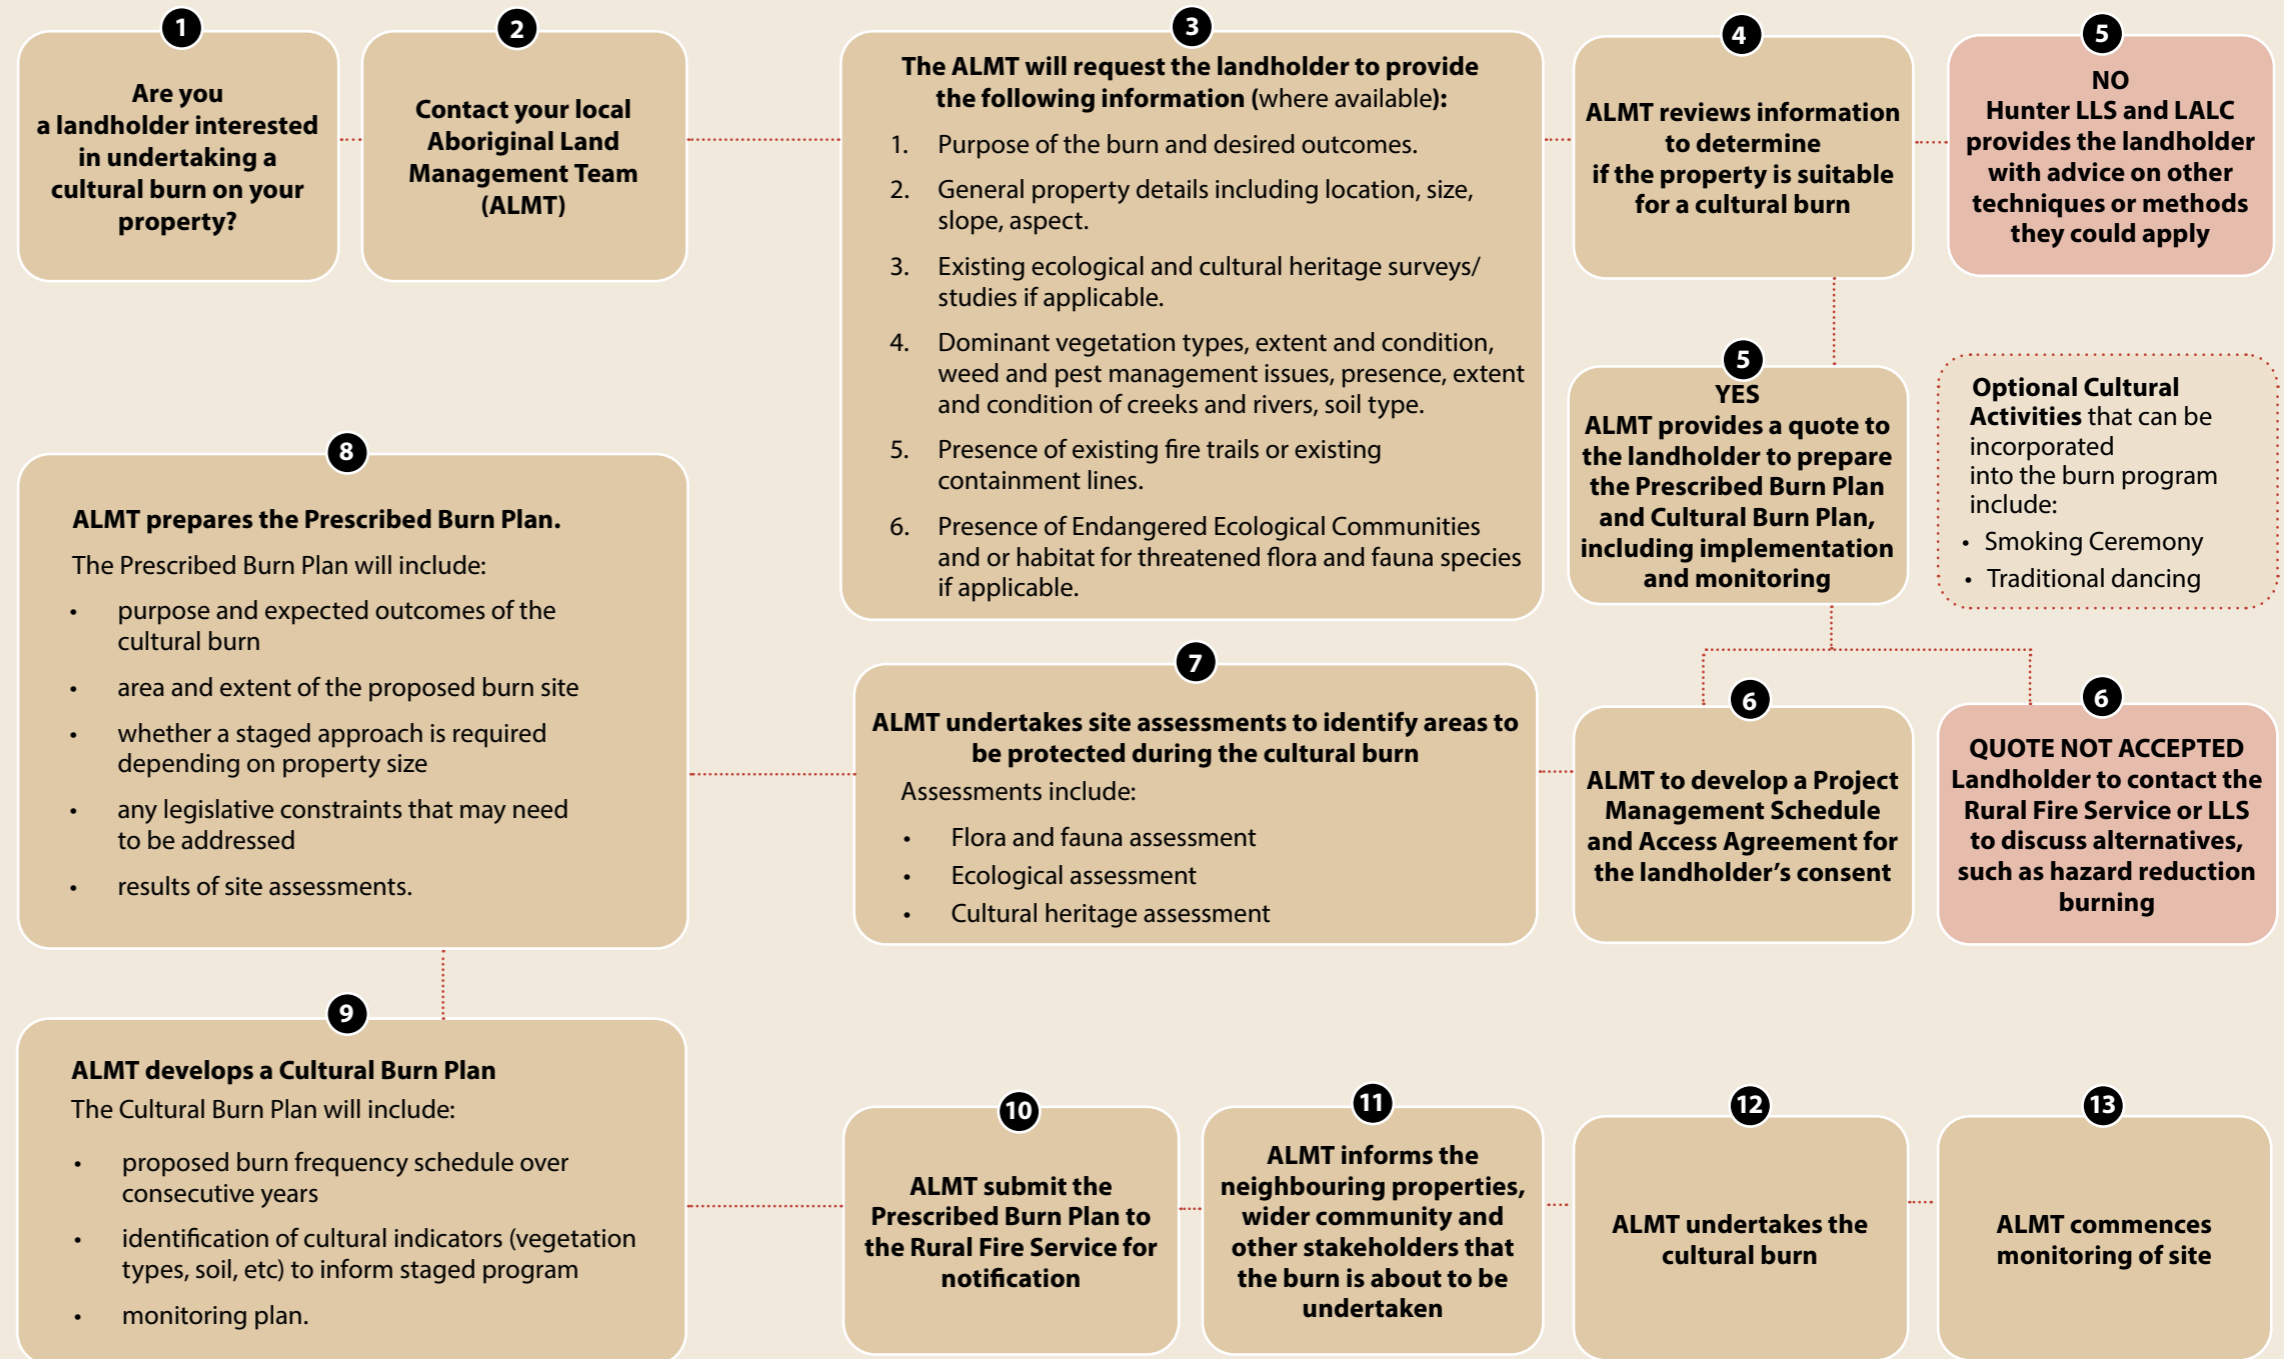 1
Are you
a landholder interested
in undertaking a
cultural burn on your
property?
2
Contact your local
Aboriginal Land
Management Team
(ALMT)
3
The ALMT will request the landholder to provide
the following information (where available):
1. Purpose of the burn and desired outcomes.
2. General property details including location, size,
slope, aspect.
3. Existing ecological and cultural heritage surveys/
studies if applicable.
4. Dominant vegetation types, extent and condition,
weed and pest management issues, presence, extent
and condition of creeks and rivers, soil type.
5. Presence of existing fire trails or existing
containment lines.
6. Presence of Endangered Ecological Communities
and or habitat for threatened flora and fauna species
if applicable.
4
ALMT reviews information
to determine
if the property is suitable
for a cultural burn
5
NO
Hunter LLS and LALC
provides the landholder
with advice on other
techniques or methods
they could apply
5
YES
ALMT provides a quote to
the landholder to prepare
the Prescribed Burn Plan
and Cultural Burn Plan,
including implementation
and monitoring
Optional Cultural
Activities that can be
incorporated
into the burn program
include:
• Smoking Ceremony
• Traditional dancing
6
ALMT to develop a Project
Management Schedule
and Access Agreement for
the landholder's consent
6
QUOTE NOT ACCEPTED
Landholder to contact the
Rural Fire Service or LLS
to discuss alternatives,
such as hazard reduction
burning
7
ALMT undertakes site assessments to identify areas to
be protected during the cultural burn
Assessments include:
• Flora and fauna assessment
• Ecological assessment
• Cultural heritage assessment
8
ALMT prepares the Prescribed Burn Plan.
The Prescribed Burn Plan will include:
• purpose and expected outcomes of the
cultural burn
• area and extent of the proposed burn site
• whether a staged approach is required
depending on property size
• any legislative constraints that may need
to be addressed
• results of site assessments.
9
ALMT develops a Cultural Burn Plan
The Cultural Burn Plan will include:
• proposed burn frequency schedule over
consecutive years
• identification of cultural indicators (vegetation
types, soil, etc) to inform staged program
• monitoring plan.
10
ALMT submit the
Prescribed Burn Plan to
the Rural Fire Service for
notification
11
ALMT informs the
neighbouring properties,
wider community and
other stakeholders that
the burn is about to be
undertaken
12
ALMT undertakes the
cultural burn
13
ALMT commences
monitoring of site